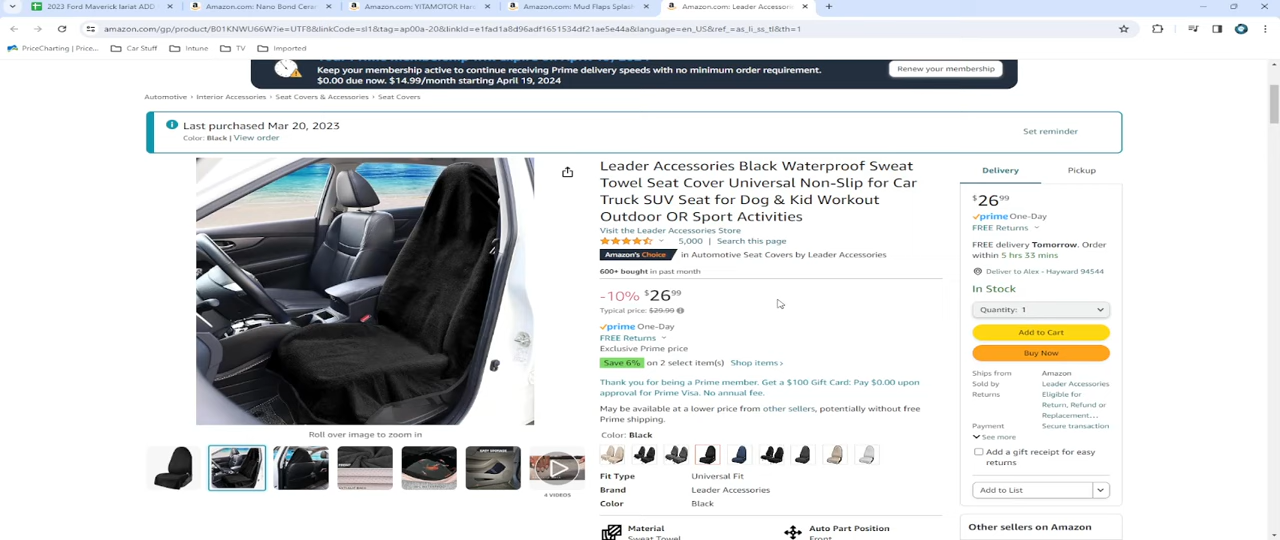 2023 Ford Maverick lariat ADD
Amazon.com: Nano Bond Ceram
Amazon.com: YITAMOTOR Hard
Amazon.com: Mud Flaps Splash
Amazon.com: Leader Accessories
amazon.com/gp/product/B01KNWU66W?ie=UTF8&linkCode=sl1&tag=ap00a-20&linkId=e1fad1a8d96adf1651534df21ae5e44a&language=en_US&ref_=as_li_ss_tl&th=1
PriceCharting | Price...
Car Stuff
Intune
TV
Imported
Keep your membership active to continue receiving Prime delivery speeds with no minimum order requirement.
$0.00 due now. $14.99/month starting April 19, 2024
Renew your membership
Automotive › Interior Accessories › Seat Covers & Accessories › Seat Covers
Last purchased Mar 20, 2023
Color: Black | View order
Set reminder
Leader Accessories Black Waterproof Sweat
Towel Seat Cover Universal Non-Slip for Car
Truck SUV Seat for Dog & Kid Workout
Outdoor OR Sport Activities
Visit the Leader Accessories Store
5,000 | Search this page
Amazon's Choice in Automotive Seat Covers by Leader Accessories
600+ bought in past month
-10% $2699
Typical price: $29.99
prime One-Day
FREE Returns
Exclusive Prime price
Save 6% on 2 select item(s) Shop items ›
Thank you for being a Prime member. Get a $100 Gift Card: Pay $0.00 upon
approval for Prime Visa. No annual fee.
May be available at a lower price from other sellers, potentially without free
Prime shipping.
Color: Black
Fit Type Universal Fit
Brand Leader Accessories
Color Black
Material
Sweat Towel
Auto Part Position
Front
Roll over image to zoom in
4 VIDEOS
Delivery
Pickup
$2699
prime One-Day
FREE Returns
FREE delivery Tomorrow. Order
within 5 hrs 33 mins
Deliver to Alex - Hayward 94544
In Stock
Quantity: 1
Add to Cart
Buy Now
Ships from Amazon
Sold by Leader Accessories
Returns Eligible for
Return, Refund or
Replacement...
Payment Secure transaction
See more
Add a gift receipt for easy
returns
Add to List
Other sellers on Amazon